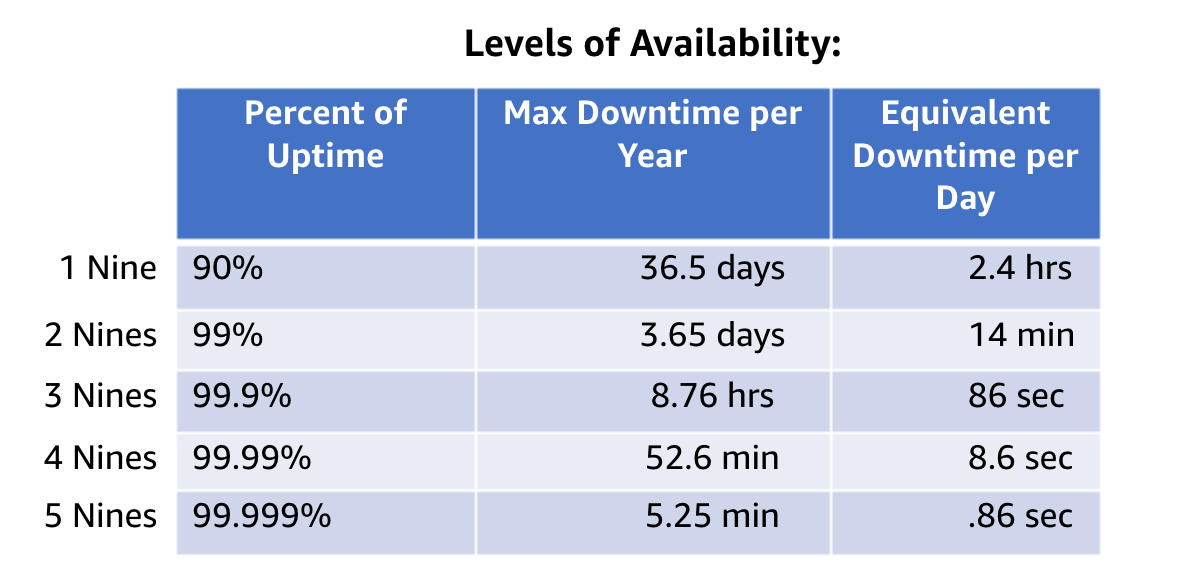 Levels of Availability:
Percent of Uptime Max Downtime per Year Equivalent Downtime per Day
1 Nine 90% 36.5 days 2.4 hrs
2 Nines 99% 3.65 days 14 min
3 Nines 99.9% 8.76 hrs 86 sec
4 Nines 99.99% 52.6 min 8.6 sec
5 Nines 99.999% 5.25 min .86 sec